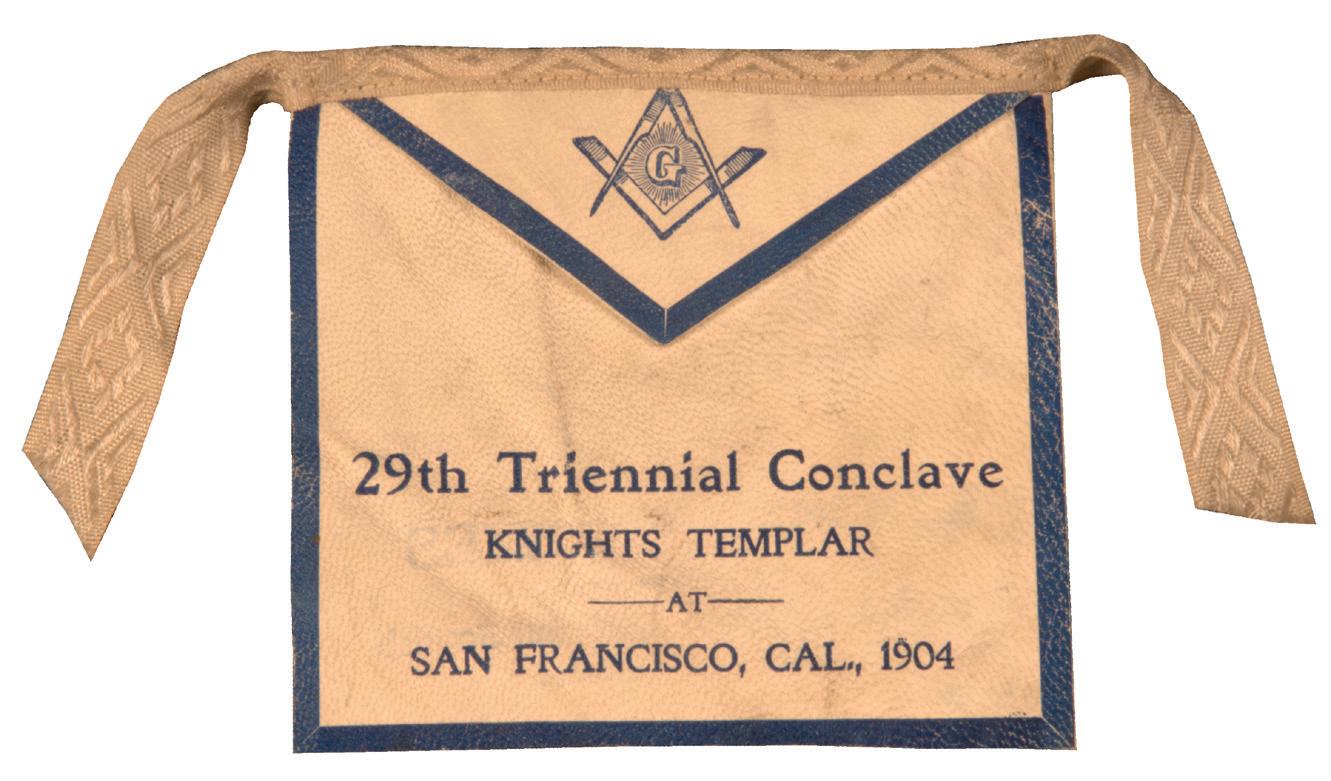 G
29th Triennial Conclave
KNIGHTS TEMPLAR
AT
SAN FRANCISCO, CAL., 1904